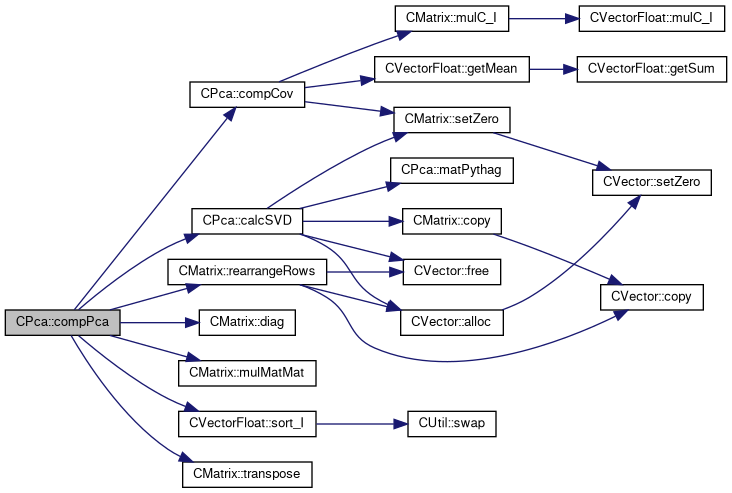 CMatrix::mulC_I
CVectorFloat::mulC_I
CVectorFloat::getMean
CVectorFloat::getSum
CPca::compCov
CMatrix::setZero
CPca::matPythag
CVector::setZero
CPca::calcSVD
CMatrix::copy
CMatrix::rearrangeRows
CVector::free
CVector::copy
CPca::compPca
CMatrix::diag
CVector::alloc
CMatrix::mulMatMat
CVectorFloat::sort_I
CUtil::swap
CMatrix::transpose